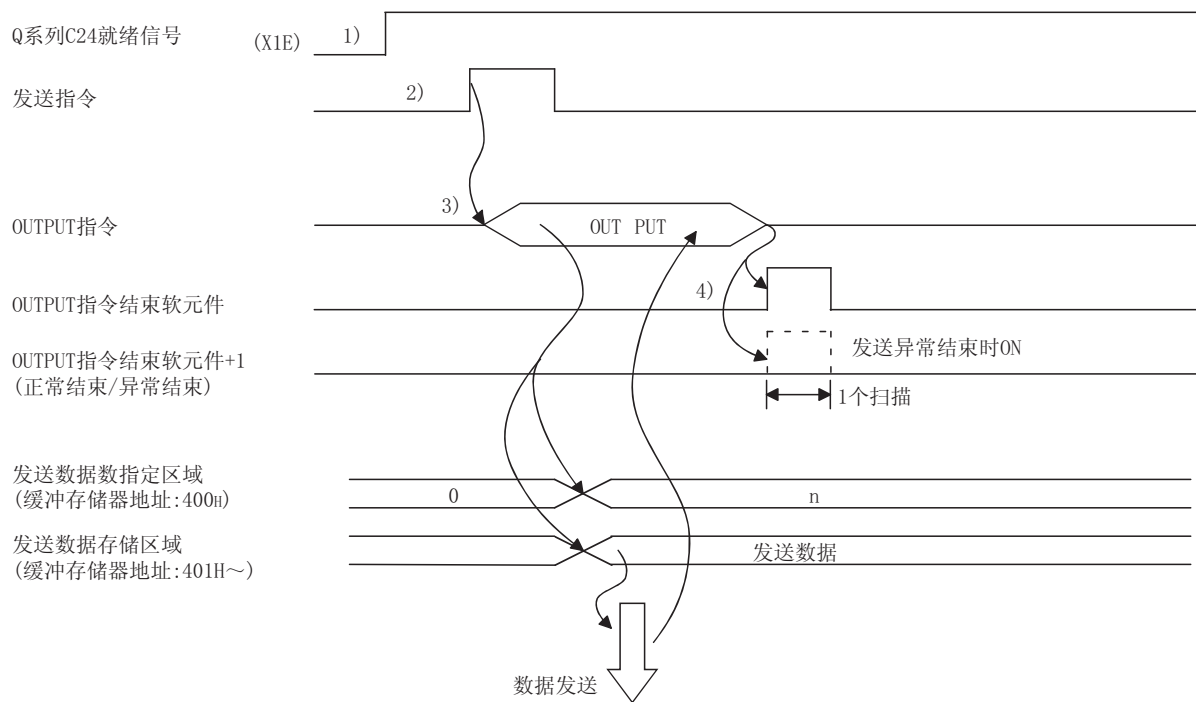 Q系列C24就绪信号 (X1E) 1)
发送指令 2)
3)
OUTPUT指令 OUT PUT
4)
OUTPUT指令结束软元件
OUTPUT指令结束软元件+1 发送异常结束时ON
(正常结束/异常结束)
1个扫描
发送数据数指定区域
(缓冲存储器地址:400H) 0 n
发送数据存储区域 发送数据
(缓冲存储器地址:401H～)
数据发送